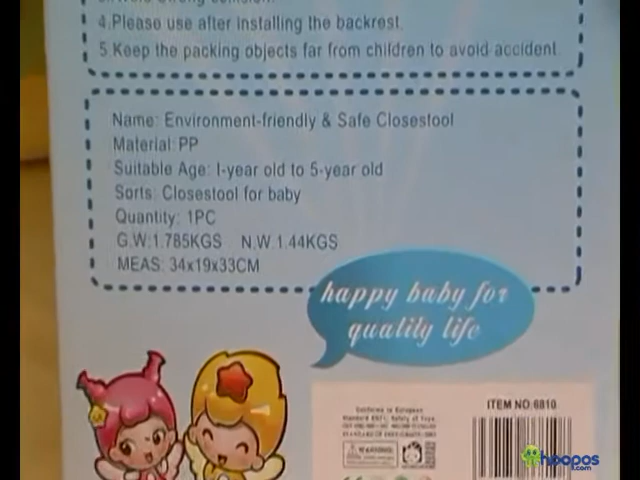 4.Please use after installing the backrest.
5.Keep the packing objects far from children to avoid accident.
Name: Environment-friendly & Safe Closestool
Material: PP
Suitable Age: 1-year old to 5-year old
Sorts: Closestool for baby
Quantity: 1PC
G.W:1.785KGS N.W.1.44KGS
MEAS: 34x19x33CM
happy baby for
quality life
ITEM NO:6810
Conforms to European
WARNING
hoopos
.com